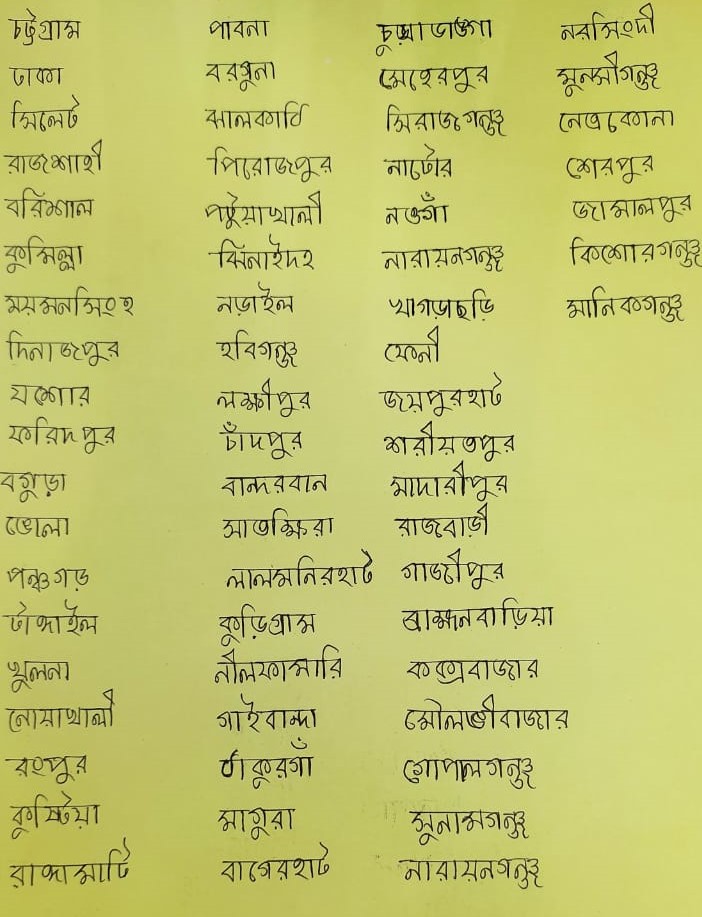 চট্টগ্রাম পাবনা চুয়াডাঙ্গা নরসিংদী
ঢাকা বরগুনা মেহেরপুর মুন্সীগঞ্জ
সিলেট ঝালকাঠি সিরাজগঞ্জ নেত্রকোনা
রাজশাহী পিরোজপুর নাটোর শেরপুর
বরিশাল পটুয়াখালী নওগাঁ জামালপুর
কুমিল্লা ঝিনাইদহ নারায়নগঞ্জ কিশোরগঞ্জ
ময়মনসিংহ নড়াইল খাগড়াছড়ি মানিকগঞ্জ
দিনাজপুর হবিগঞ্জ ফেনী
যশোর লক্ষীপুর জয়পুরহাট
ফরিদপুর চাঁদপুর শরীয়তপুর
বগুড়া বান্দরবান মাদারীপুর
ভোলা সাতক্ষিরা রাজবাড়ী
পঞ্চগড় লালমনিরহাট গাজীপুর
টাঙ্গাইল কুড়িগ্রাম ব্রাহ্মনবাড়িয়া
খুলনা নীলফামারি কক্সবাজার
নোয়াখালী গাইবান্দা মৌলভীবাজার
রংপুর ঠাকুরগাঁ গোপালগঞ্জ
কুষ্টিয়া মাগুরা সুনামগঞ্জ
রাঙ্গামাটি বাগেরহাট নারায়নগঞ্জ